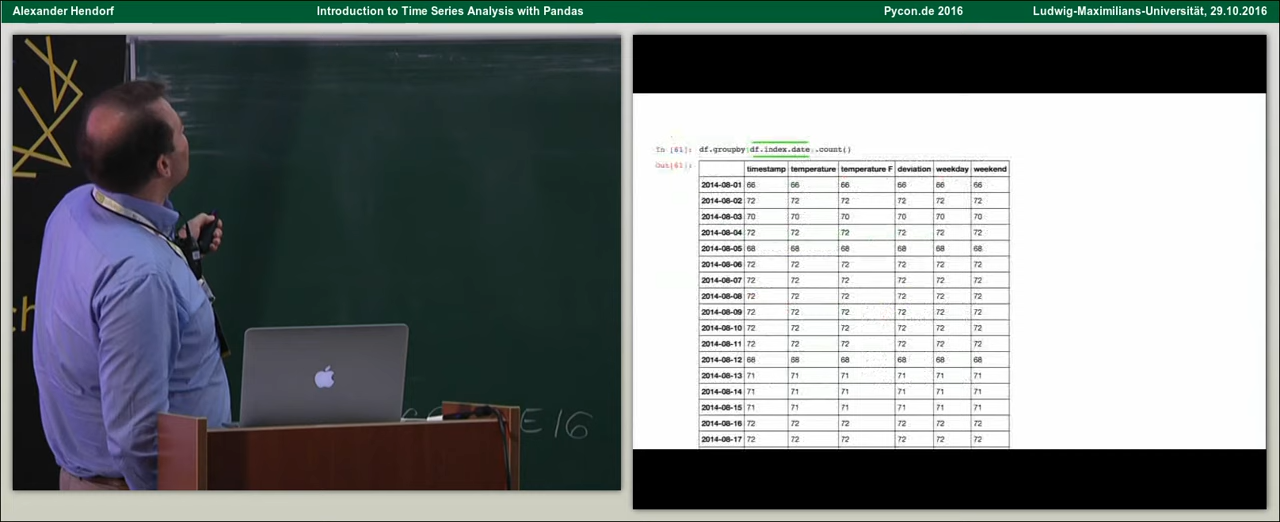 Alexander Hendorf Introduction to Time Series Analysis with Pandas Pycon.de 2016 Ludwig-Maximilians-Universität, 29.10.2016
In [61]: df.groupby(df.index.date).count()
Out[61]:
timestamp temperature temperature F deviation weekday weekend
2014-08-01 66 66 66 66 66 66
2014-08-02 72 72 72 72 72 72
2014-08-03 70 70 70 70 70 70
2014-08-04 72 72 72 72 72 72
2014-08-05 68 68 68 68 68 68
2014-08-06 72 72 72 72 72 72
2014-08-07 72 72 72 72 72 72
2014-08-08 72 72 72 72 72 72
2014-08-09 72 72 72 72 72 72
2014-08-10 72 72 72 72 72 72
2014-08-11 72 72 72 72 72 72
2014-08-12 68 68 68 68 68 68
2014-08-13 71 71 71 71 71 71
2014-08-14 71 71 71 71 71 71
2014-08-15 71 71 71 71 71 71
2014-08-16 72 72 72 72 72 72
2014-08-17 72 72 72 72 72 72
E 16